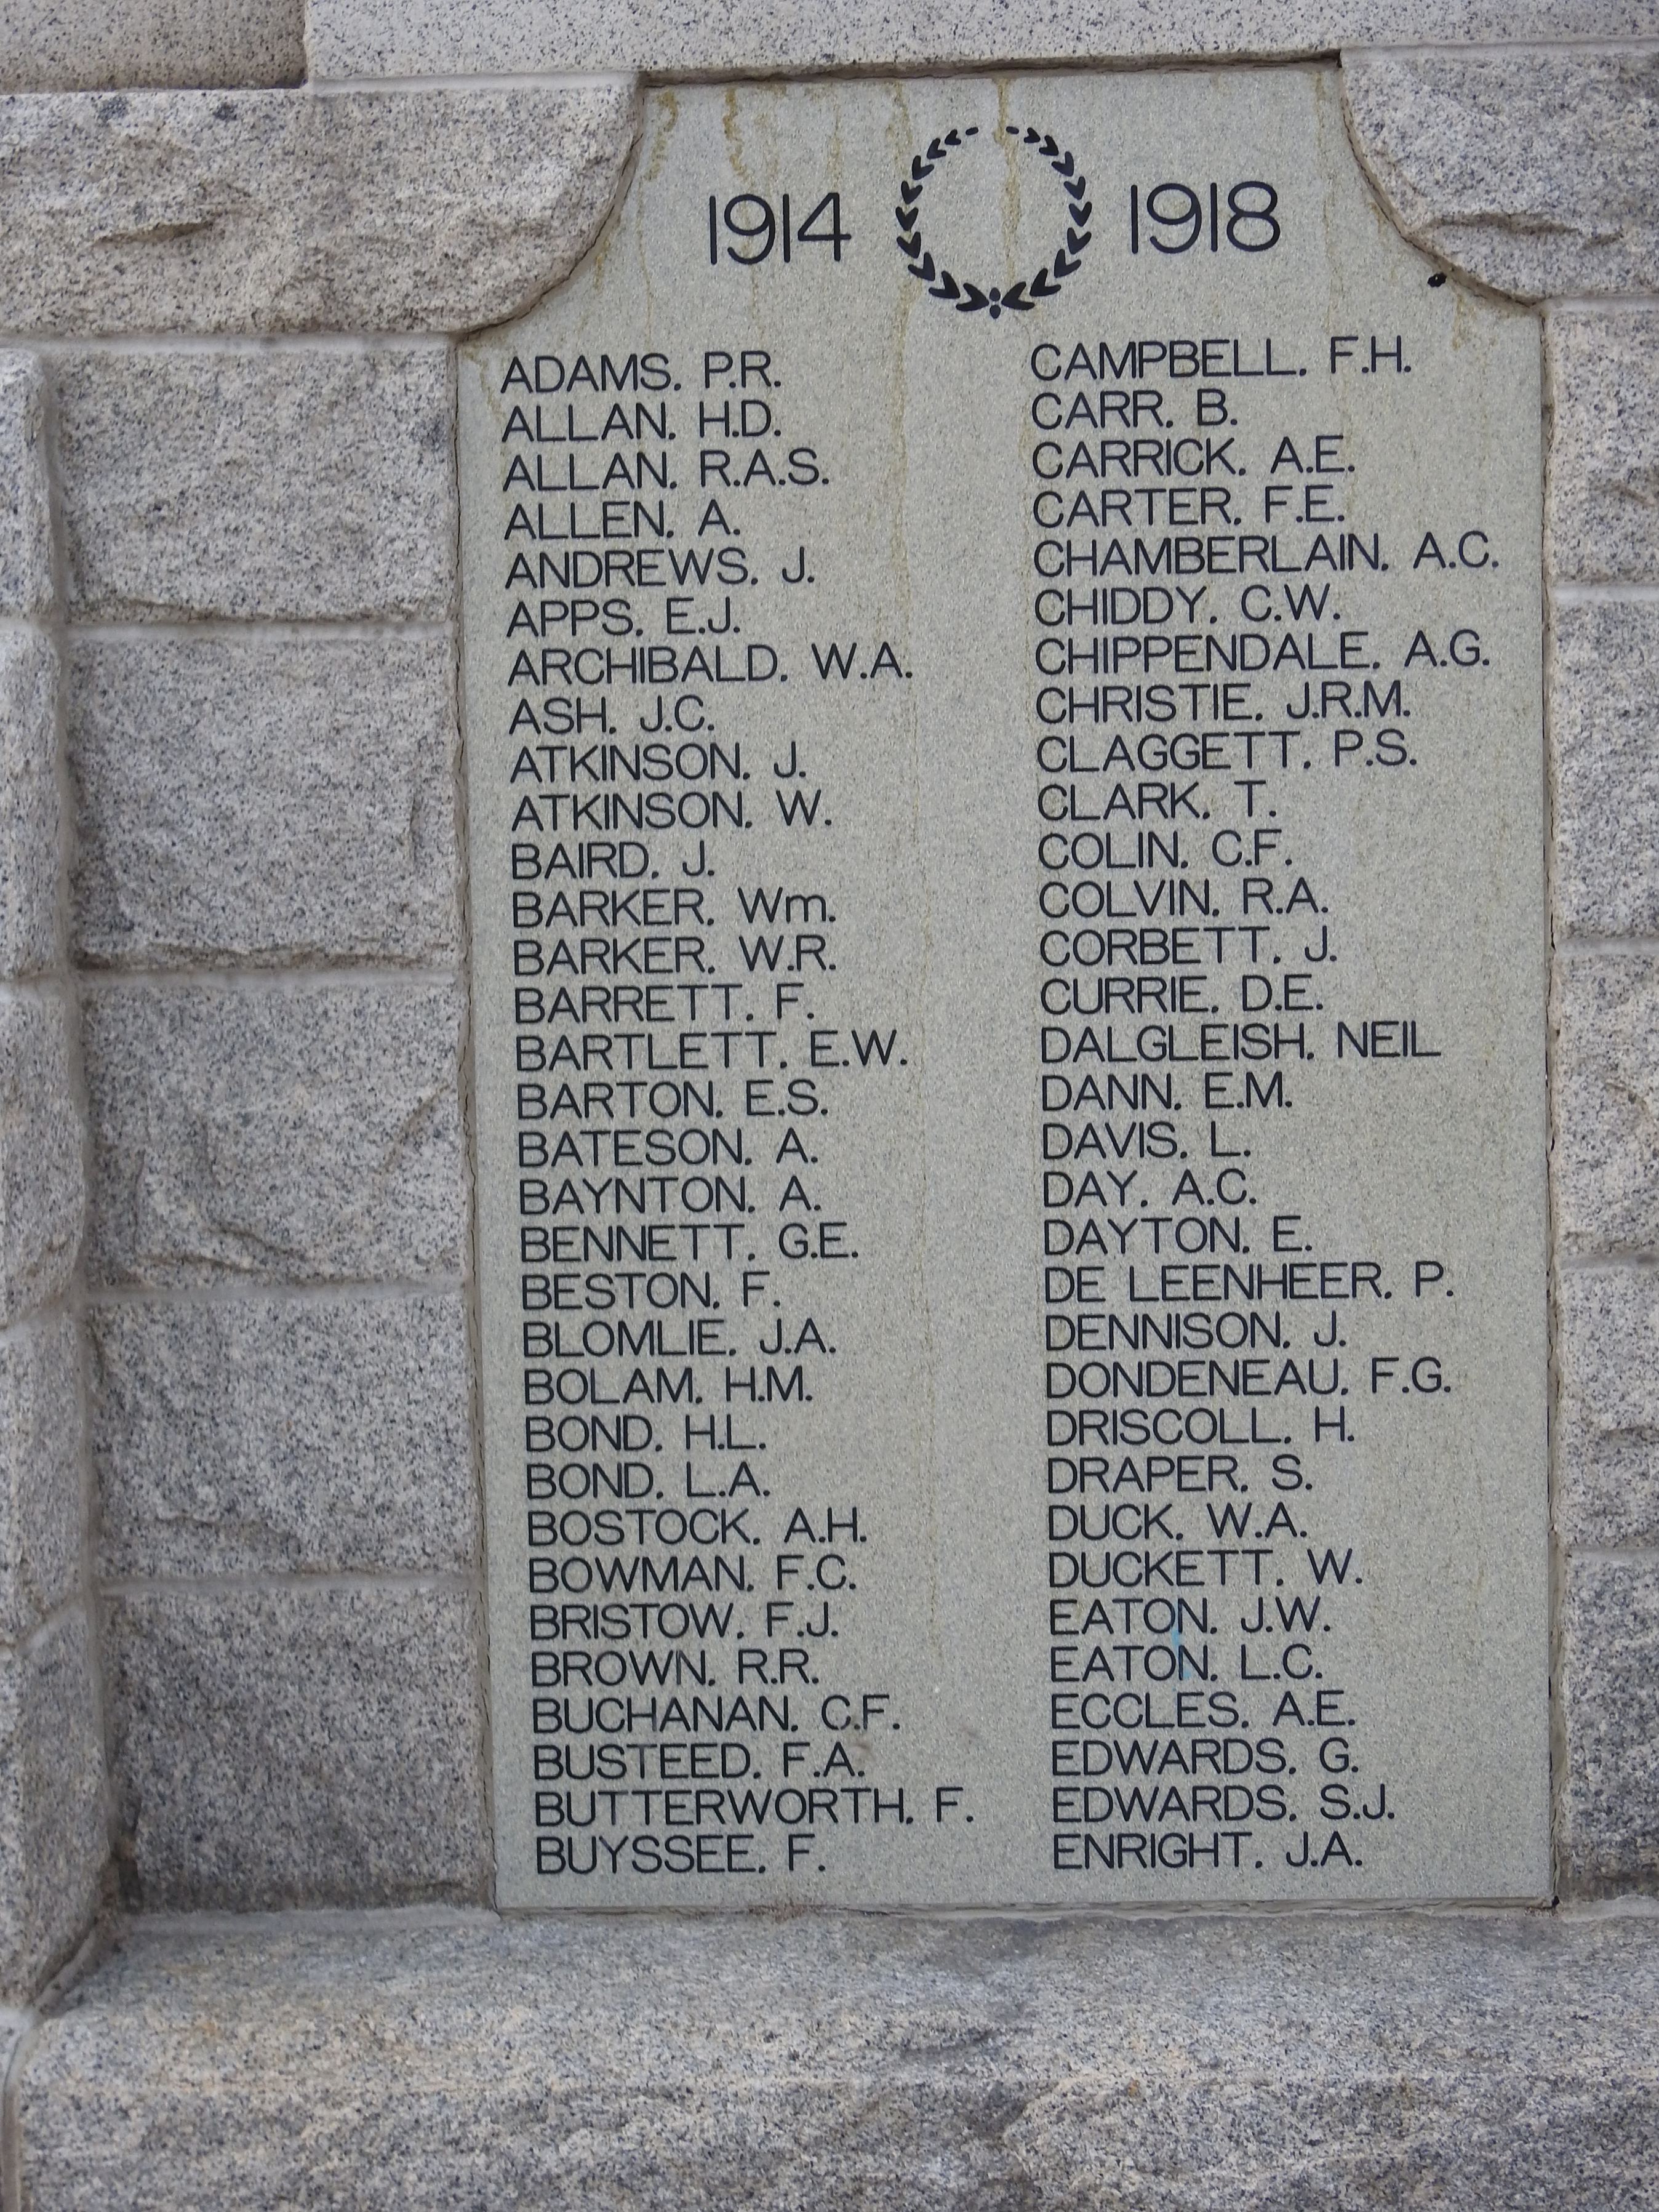 1914 1918
ADAMS. P.R.
ALLAN. H.D.
ALLAN. R.A.S.
ALLEN. A.
ANDREWS. J.
APPS. E.J.
ARCHIBALD. W.A.
ASH. J.C.
ATKINSON. J.
ATKINSON. W.
BAIRD. J.
BARKER. Wm.
BARKER. W.R.
BARRETT. F.
BARTLETT. E.W.
BARTON. E.S.
BATESON. A.
BAYNTON. A.
BENNETT. G.E.
BESTON. F.
BLOMLIE. J.A.
BOLAM. H.M.
BOND. H.L.
BOND. L.A.
BOSTOCK. A.H.
BOWMAN. F.C.
BRISTOW. F.J.
BROWN. R.R.
BUCHANAN. C.F.
BUSTEED. F.A.
BUTTERWORTH. F.
BUYSSEE. F.
CAMPBELL. F.H.
CARR. B.
CARRICK. A.E.
CARTER. F.E.
CHAMBERLAIN. A.C.
CHIDDY. C.W.
CHIPPENDALE. A.G.
CHRISTIE. J.R.M.
CLAGGETT. P.S.
CLARK. T.
COLIN. C.F.
COLVIN. R.A.
CORBETT. J.
CURRIE. D.E.
DALGLEISH. NEIL
DANN. E.M.
DAVIS. L.
DAY. A.C.
DAYTON. E.
DE LEENHEER. P.
DENNISON. J.
DONDENEAU. F.G.
DRISCOLL. H.
DRAPER. S.
DUCK. W.A.
DUCKETT. W.
EATON. J.W.
EATON. L.C.
ECCLES. A.E.
EDWARDS. G.
EDWARDS. S.J.
ENRIGHT. J.A.